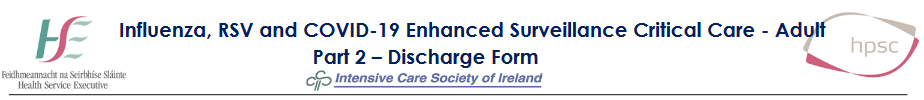 Influenza, RSV and COVID-19 Enhanced Surveillance Critical Care - Adult
Part 2 – Discharge Form
Feidhmeannacht na Seirbhíse Sláinte
Health Service Executive
Intensive Care Society of Ireland
hpsc